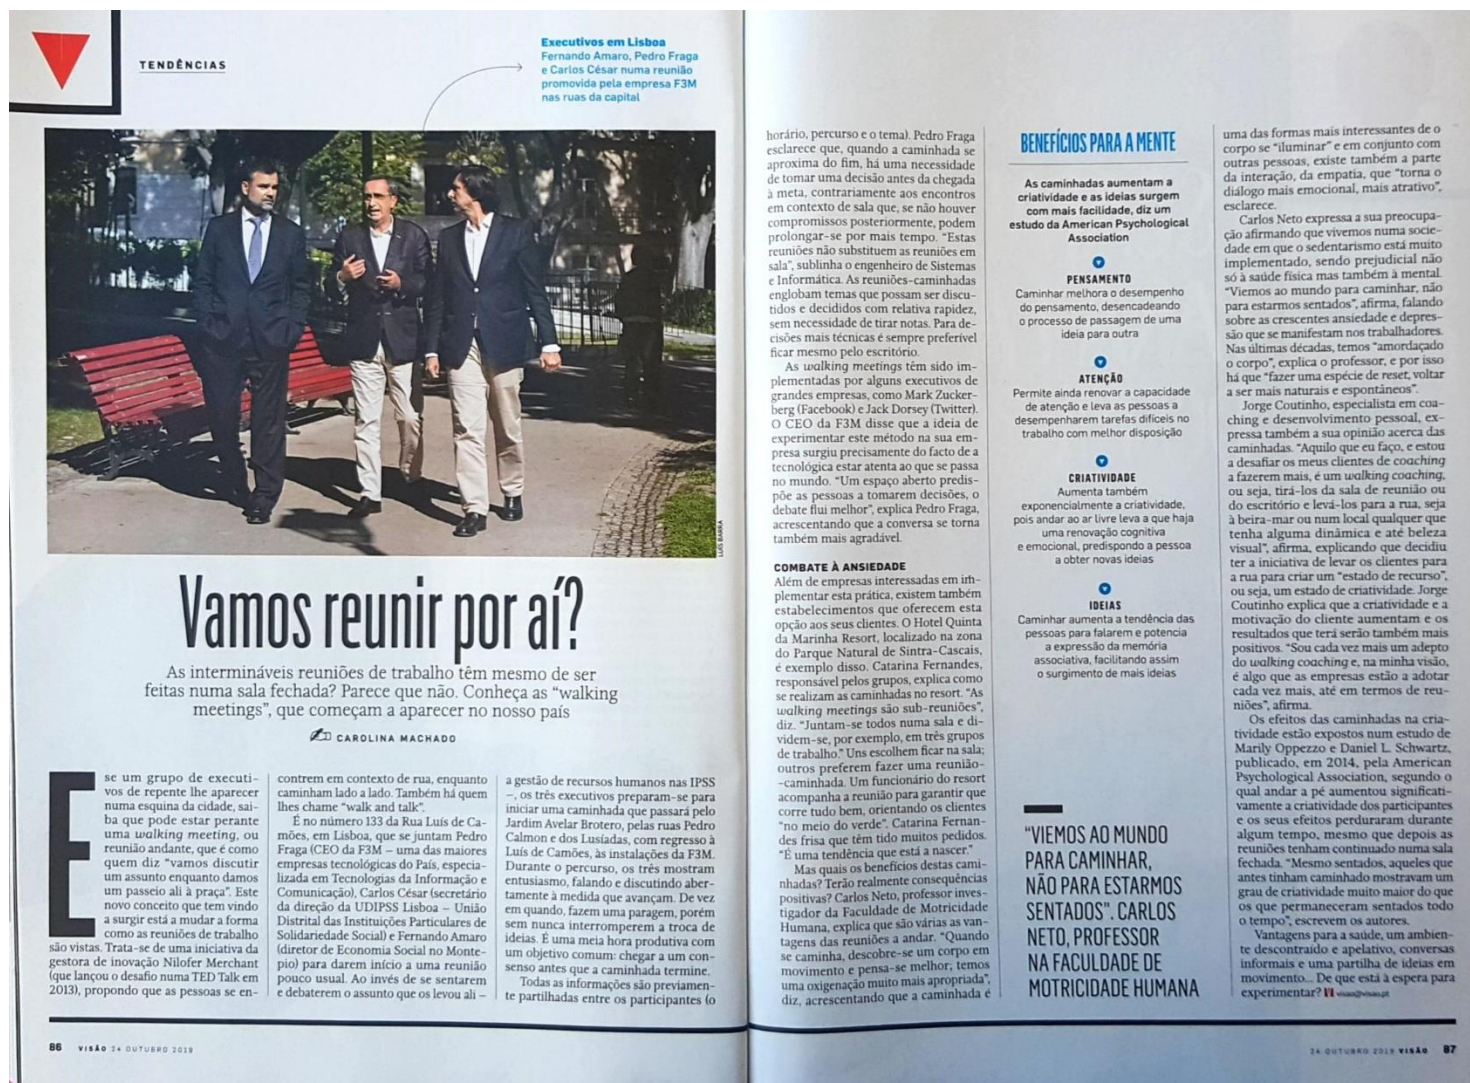 TENDÊNCIAS
Executivos em Lisboa
Fernando Amaro, Pedro Fraga
e Carlos César numa reunião
promovida pela empresa F3M
nas ruas da capital
LUÍS BARRA
Vamos reunir por aí?
As intermináveis reuniões de trabalho têm mesmo de ser
feitas numa sala fechada? Parece que não. Conheça as “walking
meetings”, que começam a aparecer no nosso país
CAROLINA MACHADO
E se um grupo de executi-
vos de repente lhe aparecer
numa esquina da cidade, sai-
ba que pode estar perante
uma walking meeting, ou
reunião andante, que é como
quem diz “vamos discutir
um assunto enquanto damos
um passeio ali à praça”. Este
novo conceito que tem vindo
a surgir está a mudar a forma
como as reuniões de trabalho
são vistas. Trata-se de uma iniciativa da
gestora de inovação Nilofer Merchant
(que lançou o desafio numa TED Talk em
2013), propondo que as pessoas se en-
contrem em contexto de rua, enquanto
caminham lado a lado. Também há quem
lhes chame “walk and talk”.
É no número 133 da Rua Luís de Ca-
mões, em Lisboa, que se juntam Pedro
Fraga (CEO da F3M – uma das maiores
empresas tecnológicas do País, especia-
lizada em Tecnologias da Informação e
Comunicação), Carlos César (secretário
da direção da UDIPSS Lisboa – União
Distrital das Instituições Particulares de
Solidariedade Social) e Fernando Amaro
(diretor de Economia Social no Monte-
pio) para darem início a uma reunião
pouco usual. Ao invés de se sentarem
e debaterem o assunto que os levou ali –
a gestão de recursos humanos nas IPSS
–, os três executivos preparam-se para
iniciar uma caminhada que passará pelo
Jardim Avelar Brotero, pelas ruas Pedro
Calmon e dos Lusíadas, com regresso à
Luís de Camões, às instalações da F3M.
Durante o percurso, os três mostram
entusiasmo, falando e discutindo aber-
tamente à medida que avançam. De vez
em quando, fazem uma paragem, porém
sem nunca interromperem a troca de
ideias. É uma meia hora produtiva com
um objetivo comum: chegar a um con-
senso antes que a caminhada termine.
Todas as informações são previamen-
te partilhadas entre os participantes (o
86 VISÃO 24 OUTUBRO 2019
horário, percurso e o tema). Pedro Fraga
esclarece que, quando a caminhada se
aproxima do fim, há uma necessidade
de tomar uma decisão antes da chegada
à meta, contrariamente aos encontros
em contexto de sala que, se não houver
compromissos posteriormente, podem
prolongar-se por mais tempo. “Estas
reuniões não substituem as reuniões em
sala”, sublinha o engenheiro de Sistemas
e Informática. As reuniões-caminhadas
englobam temas que possam ser discu-
tidos e decididos com relativa rapidez,
sem necessidade de tirar notas. Para de-
cisões mais técnicas é sempre preferível
ficar mesmo pelo escritório.
As walking meetings têm sido im-
plementadas por alguns executivos de
grandes empresas, como Mark Zucker-
berg (Facebook) e Jack Dorsey (Twitter).
O CEO da F3M disse que a ideia de
experimentar este método na sua em-
presa surgiu precisamente do facto de a
tecnológica estar atenta ao que se passa
no mundo. “Um espaço aberto predis-
põe as pessoas a tomarem decisões, o
debate flui melhor”, explica Pedro Fraga,
acrescentando que a conversa se torna
também mais agradável.
COMBATE À ANSIEDADE
Além de empresas interessadas em im-
plementar esta prática, existem também
estabelecimentos que oferecem esta
opção aos seus clientes. O Hotel Quinta
da Marinha Resort, localizado na zona
do Parque Natural de Sintra-Cascais,
é exemplo disso. Catarina Fernandes,
responsável pelos grupos, explica como
se realizam as caminhadas no resort. “As
walking meetings são sub-reuniões”,
diz. “Juntam-se todos numa sala e di-
videm-se, por exemplo, em três grupos
de trabalho.” Uns escolhem ficar na sala;
outros preferem fazer uma reunião-
-caminhada. Um funcionário do resort
acompanha a reunião para garantir que
corre tudo bem, orientando os clientes
“no meio do verde”. Catarina Fernan-
des frisa que têm tido muitos pedidos.
“É uma tendência que está a nascer.”
Mas quais os benefícios destas cami-
nhadas? Terão realmente consequências
positivas? Carlos Neto, professor inves-
tigador da Faculdade de Motricidade
Humana, explica que são várias as van-
tagens das reuniões a andar. “Quando
se caminha, descobre-se um corpo em
movimento e pensa-se melhor; temos
uma oxigenação muito mais apropriada”,
diz, acrescentando que a caminhada é
BENEFÍCIOS PARA A MENTE
As caminhadas aumentam a
criatividade e as ideias surgem
com mais facilidade, diz um
estudo da American Psychological
Association
PENSAMENTO
Caminhar melhora o desempenho
do pensamento, desencadeando
o processo de passagem de uma
ideia para outra
ATENÇÃO
Permite ainda renovar a capacidade
de atenção e leva as pessoas a
desempenharem tarefas difíceis no
trabalho com melhor disposição
CRIATIVIDADE
Aumenta também
exponencialmente a criatividade,
pois andar ao ar livre leva a que haja
uma renovação cognitiva
e emocional, predispondo a pessoa
a obter novas ideias
IDEIAS
Caminhar aumenta a tendência das
pessoas para falarem e potencia
a expressão da memória
associativa, facilitando assim
o surgimento de mais ideias
“VIEMOS AO MUNDO
PARA CAMINHAR,
NÃO PARA ESTARMOS
SENTADOS”. CARLOS
NETO, PROFESSOR
NA FACULDADE DE
MOTRICIDADE HUMANA
uma das formas mais interessantes de o
corpo se “iluminar” e em conjunto com
outras pessoas, existe também a parte
da interação, da empatia, que “torna o
diálogo mais emocional, mais atrativo”,
esclarece.
Carlos Neto expressa a sua preocupa-
ção afirmando que vivemos numa socie-
dade em que o sedentarismo está muito
implementado, sendo prejudicial não
só à saúde física mas também à mental.
“Viemos ao mundo para caminhar, não
para estarmos sentados”, afirma, falando
sobre as crescentes ansiedade e depres-
são que se manifestam nos trabalhadores.
Nas últimas décadas, temos “amordaçado
o corpo”, explica o professor, e por isso
há que “fazer uma espécie de reset, voltar
a ser mais naturais e espontâneos”.
Jorge Coutinho, especialista em coa-
ching e desenvolvimento pessoal, ex-
pressa também a sua opinião acerca das
caminhadas. “Aquilo que eu faço, e estou
a desafiar os meus clientes de coaching
a fazerem mais, é um walking coaching,
ou seja, tirá-los da sala de reunião ou
do escritório e levá-los para a rua, seja
à beira-mar ou num local qualquer que
tenha alguma dinâmica e até beleza
visual”, afirma, explicando que decidiu
ter a iniciativa de levar os clientes para
a rua para criar um “estado de recurso”,
ou seja, um estado de criatividade. Jorge
Coutinho explica que a criatividade e a
motivação do cliente aumentam e os
resultados que terá serão também mais
positivos. “Sou cada vez mais um adepto
do walking coaching e, na minha visão,
é algo que as empresas estão a adotar
cada vez mais, até em termos de reu-
niões”, afirma.
Os efeitos das caminhadas na cria-
tividade estão expostos num estudo de
Marily Oppezzo e Daniel L. Schwartz,
publicado, em 2014, pela American
Psychological Association, segundo o
qual andar a pé aumentou significati-
vamente a criatividade dos participantes
e os seus efeitos perduraram durante
algum tempo, mesmo que depois as
reuniões tenham continuado numa sala
fechada. “Mesmo sentados, aqueles que
antes tinham caminhado mostravam um
grau de criatividade muito maior do que
os que permaneceram sentados todo
o tempo”, escrevem os autores.
Vantagens para a saúde, um ambien-
te descontraído e apelativo, conversas
informais e uma partilha de ideias em
movimento... De que está à espera para
experimentar? visao@visao.pt
24 OUTUBRO 2019 VISÃO 87